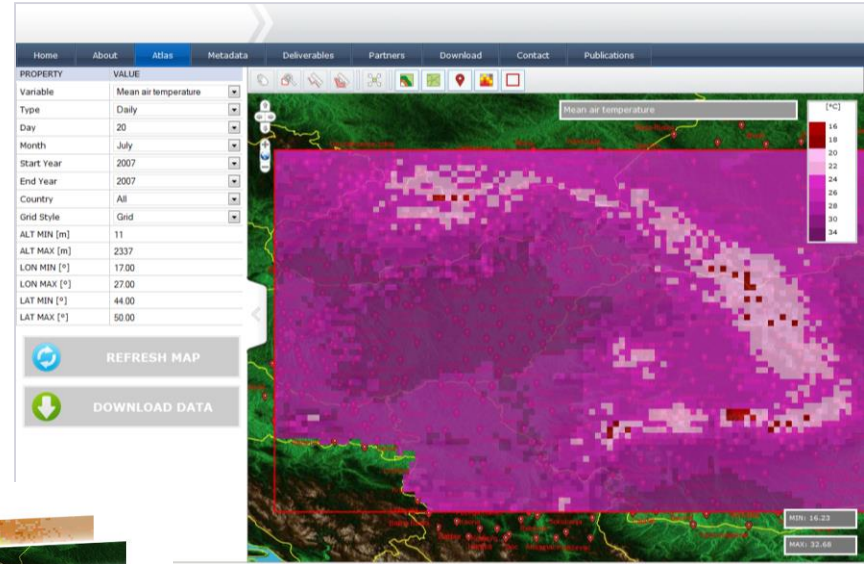 Home About Atlas Metadata Deliverables Partners Download Contact Publications
PROPERTY VALUE
Variable Mean air temperature
Type Daily
Day 20
Month July
Start Year 2007
End Year 2007
Country All
Grid Style Grid
ALT MIN [m] 11
ALT MAX [m] 2337
LON MIN [°] 17.00
LON MAX [°] 27.00
LAT MIN [°] 44.00
LAT MAX [°] 50.00
REFRESH MAP
DOWNLOAD DATA
Mean air temperature
[°C]
16
18
20
22
24
26
28
30
34
MIN: 16.23
MAX: 32.68